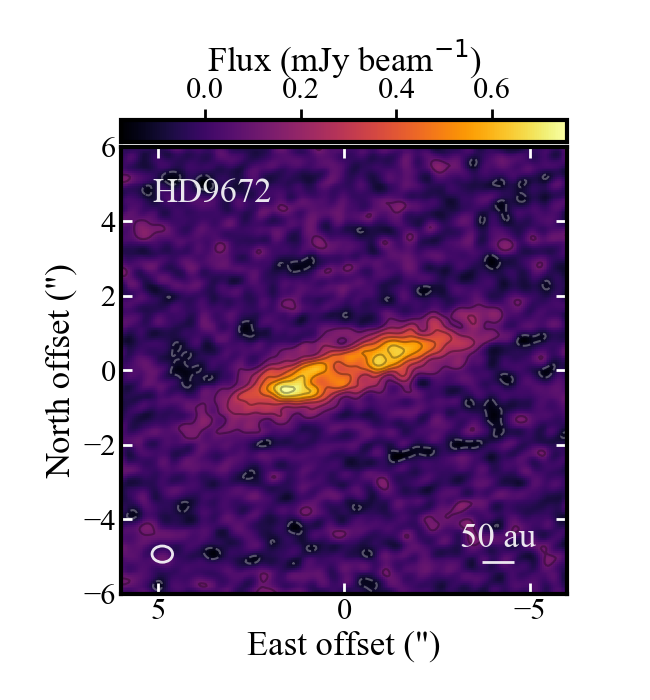 Flux (mJy beam⁻¹)
0.0 0.2 0.4 0.6
HD9672
6
4
2
0
−2
−4
−6
North offset (")
50 au
5 0 −5
East offset (")